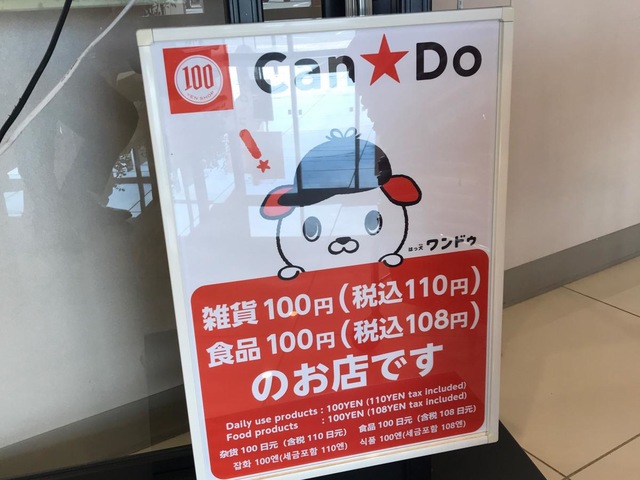 100
YEN SHOP
Can★Do
はっ犬 ワンドゥ
雑貨100円(税込110円)
食品100円(税込108円)
のお店です
Daily use products : 100YEN (110YEN tax included)
Food products : 100YEN (108YEN tax included)
杂货 100 日元（含税 110 日元） 食品 100 日元（含税 108 日元）
잡화 100엔(세금포함 110엔) 식품 100엔(세금포함 108엔)